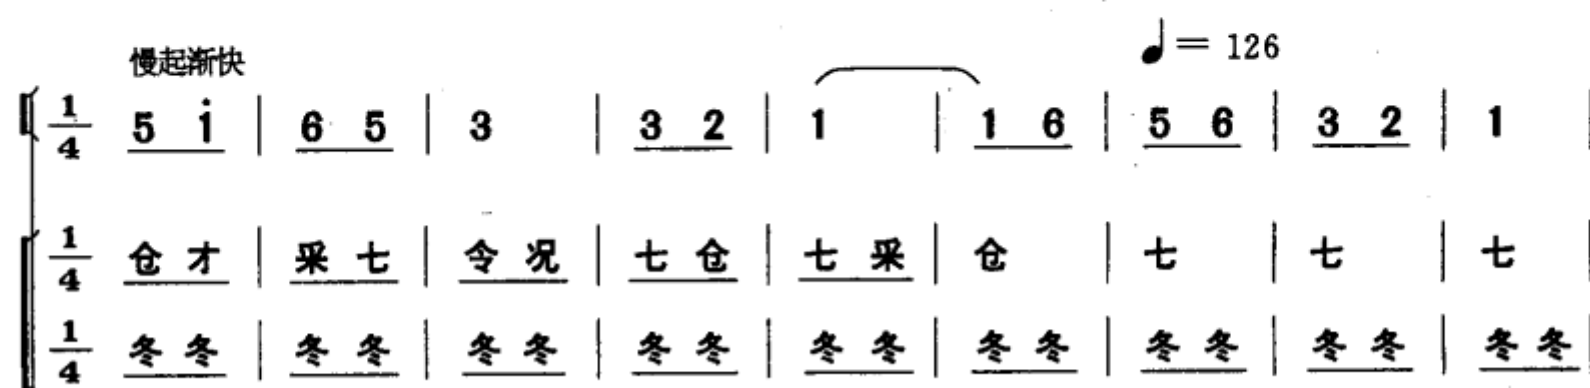 慢起渐快 ♩= 126
1/4 5 i̇ | 6 5 | 3 | 3 2 | 1 | 1 6 | 5 6 | 3 2 | 1
1/4 仓 才 | 采 七 | 令 况 | 七 仓 | 七 采 | 仓 | 七 | 七 | 七
1/4 冬 冬 | 冬 冬 | 冬 冬 | 冬 冬 | 冬 冬 | 冬 冬 | 冬 冬 | 冬 冬 | 冬 冬